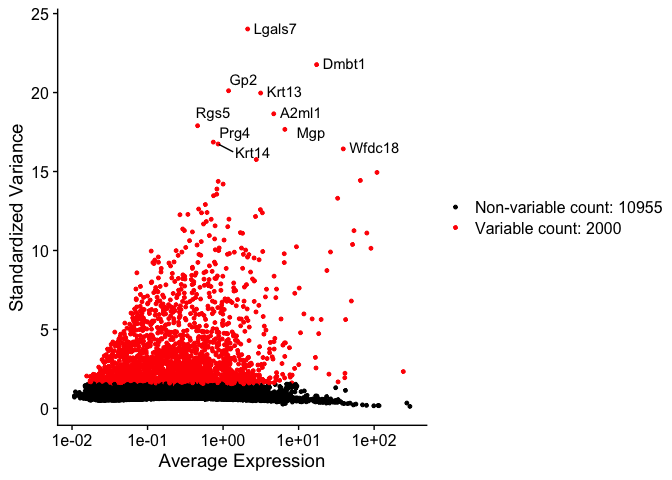 25
20
15
10
5
0
Standardized Variance
Lgals7
Dmbt1
Gp2
Krt13
Rgs5
A2ml1
Prg4
Mgp
Krt14
Wfdc18
1e-02
1e-01
1e+00
1e+01
1e+02
Average Expression
Non-variable count: 10955
Variable count: 2000